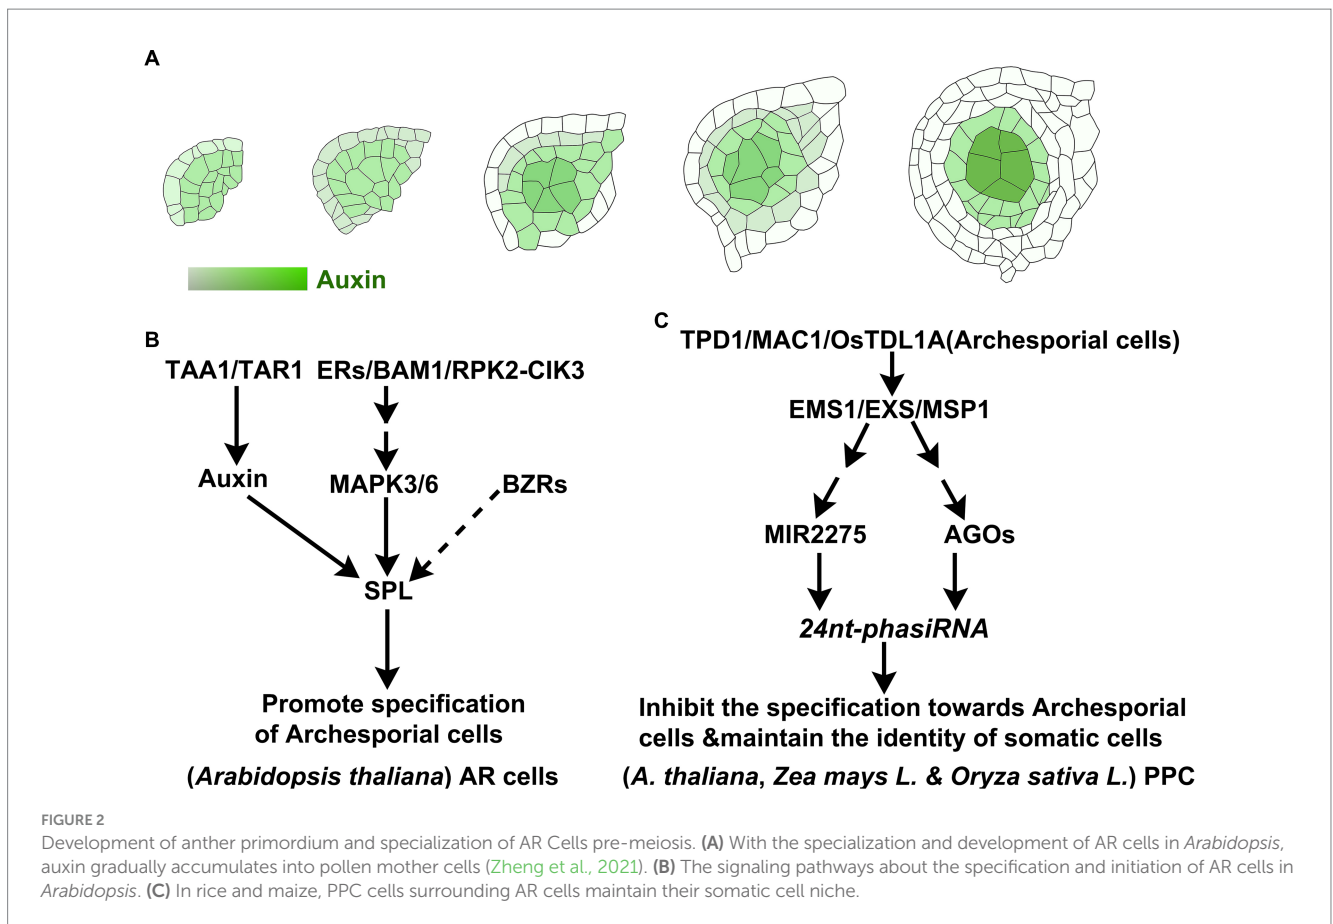 A
Auxin
B
TAA1/TAR1 ERs/BAM1/RPK2-CIK3
Auxin MAPK3/6 BZRs
SPL
Promote specification
of Archesporial cells
(Arabidopsis thaliana) AR cells
C
TPD1/MAC1/OsTDL1A(Archesporial cells)
EMS1/EXS/MSP1
MIR2275 AGOs
24nt-phasiRNA
Inhibit the specification towards Archesporial
cells &maintain the identity of somatic cells
(A. thaliana, Zea mays L. & Oryza sativa L.) PPC
FIGURE 2
Development of anther primordium and specialization of AR Cells pre-meiosis. (A) With the specialization and development of AR cells in Arabidopsis,
auxin gradually accumulates into pollen mother cells (Zheng et al., 2021). (B) The signaling pathways about the specification and initiation of AR cells in
Arabidopsis. (C) In rice and maize, PPC cells surrounding AR cells maintain their somatic cell niche.